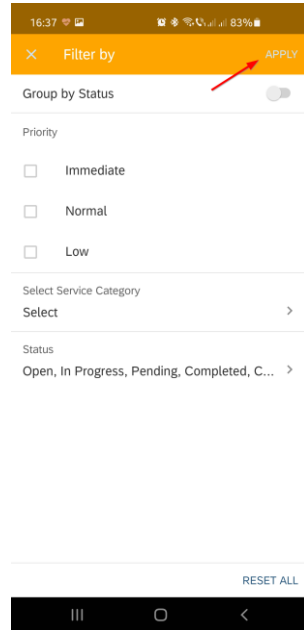 16:37 83%
Filter by APPLY
Group by Status
Priority
Immediate
Normal
Low
Select Service Category
Select
Status
Open, In Progress, Pending, Completed, C...
RESET ALL